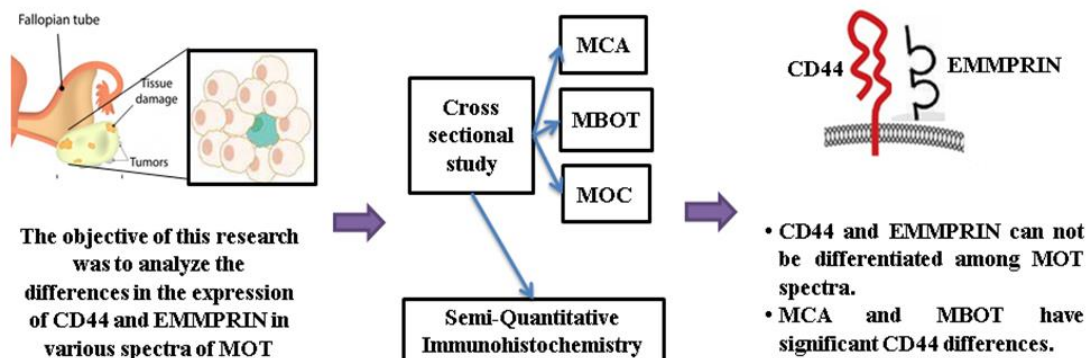 Fallopian tube
Tissue
damage
Tumors
The objective of this research
was to analyze the
differences in the expression
of CD44 and EMMPRIN in
various spectra of MOT
Cross
sectional
study
MCA
MBOT
MOC
Semi-Quantitative
Immunohistochemistry
CD44
EMMPRIN
• CD44 and EMMPRIN can not
be differentiated among MOT
spectra.
• MCA and MBOT have
significant CD44 differences.